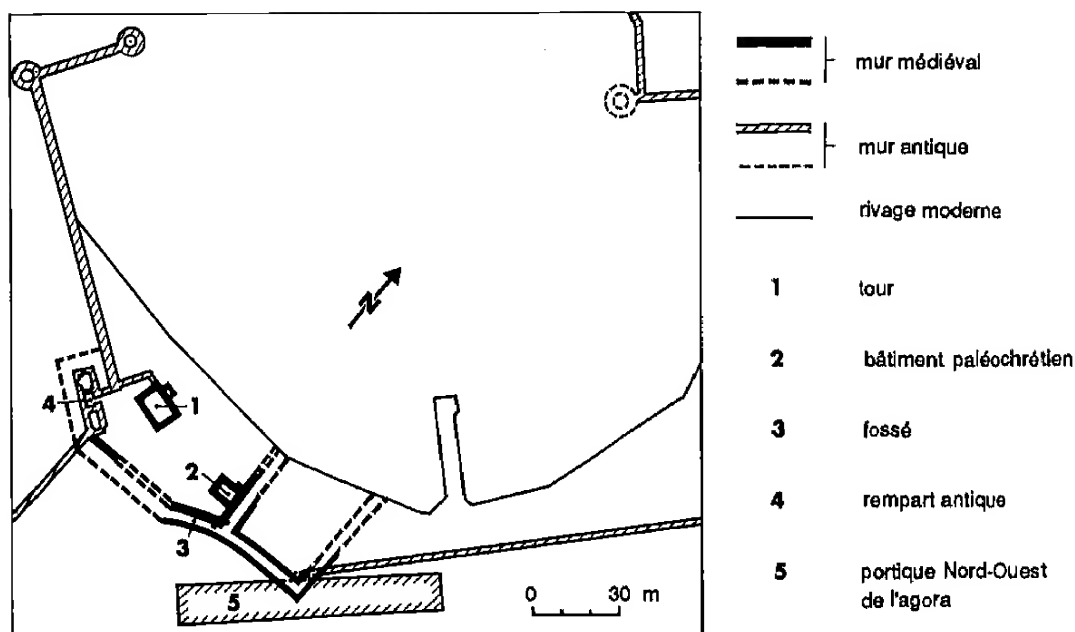 N
4
1
2
3
5
0 30 m
mur médiéval
mur antique
rivage moderne
1 tour
2 bâtiment paléochrétien
3 fossé
4 rempart antique
5 portique Nord-Ouest
de l'agora